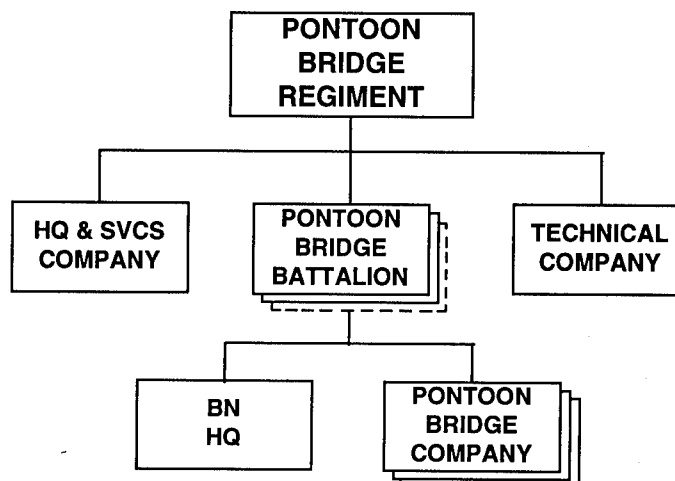 PONTOON
BRIDGE
REGIMENT
HQ & SVCS
COMPANY
PONTOON
BRIDGE
BATTALION
TECHNICAL
COMPANY
BN
HQ
PONTOON
BRIDGE
COMPANY